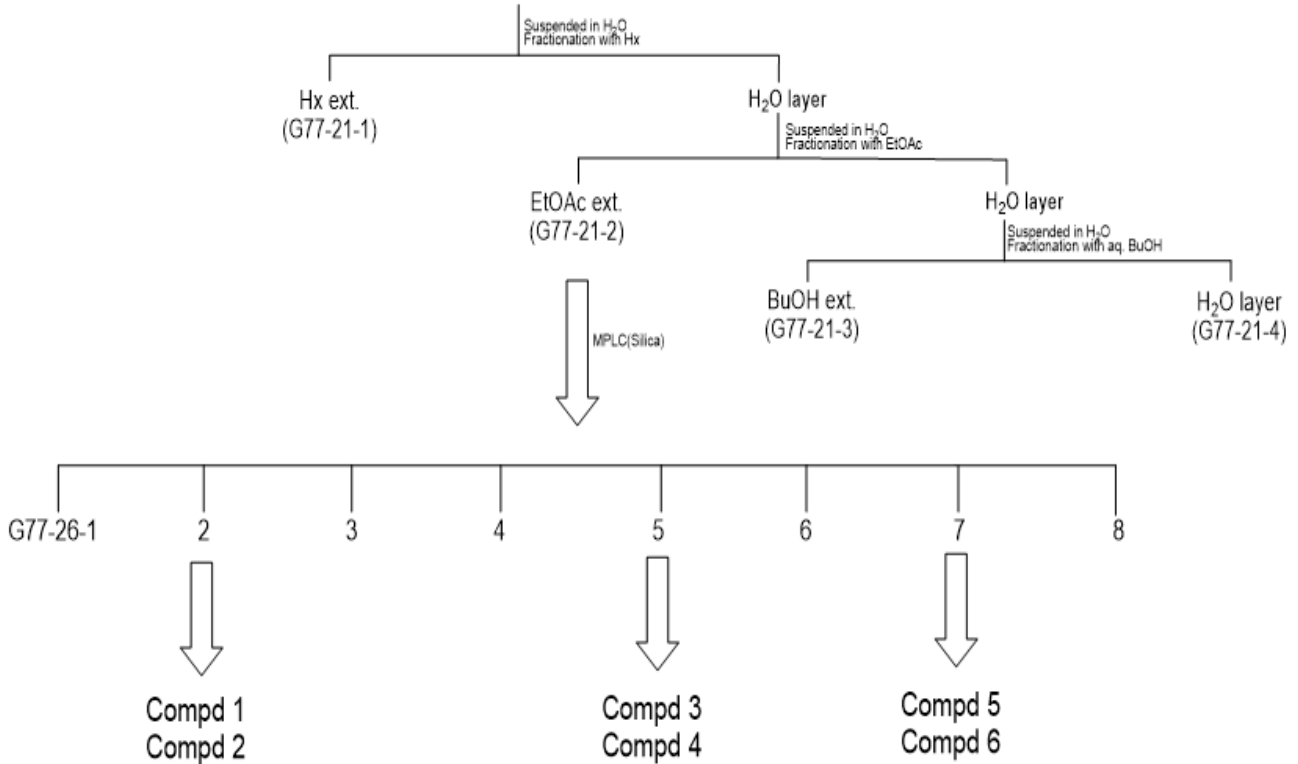 Suspended in H₂O
Fractionation with Hx
Hx ext.
(G77-21-1)
H₂O layer
Suspended in H₂O
Fractionation with EtOAc
EtOAc ext.
(G77-21-2)
H₂O layer
Suspended in H₂O
Fractionation with aq. BuOH
BuOH ext.
(G77-21-3)
H₂O layer
(G77-21-4)
MPLC(Silica)
G77-26-1 2 3 4 5 6 7 8
Compd 1
Compd 2
Compd 3
Compd 4
Compd 5
Compd 6